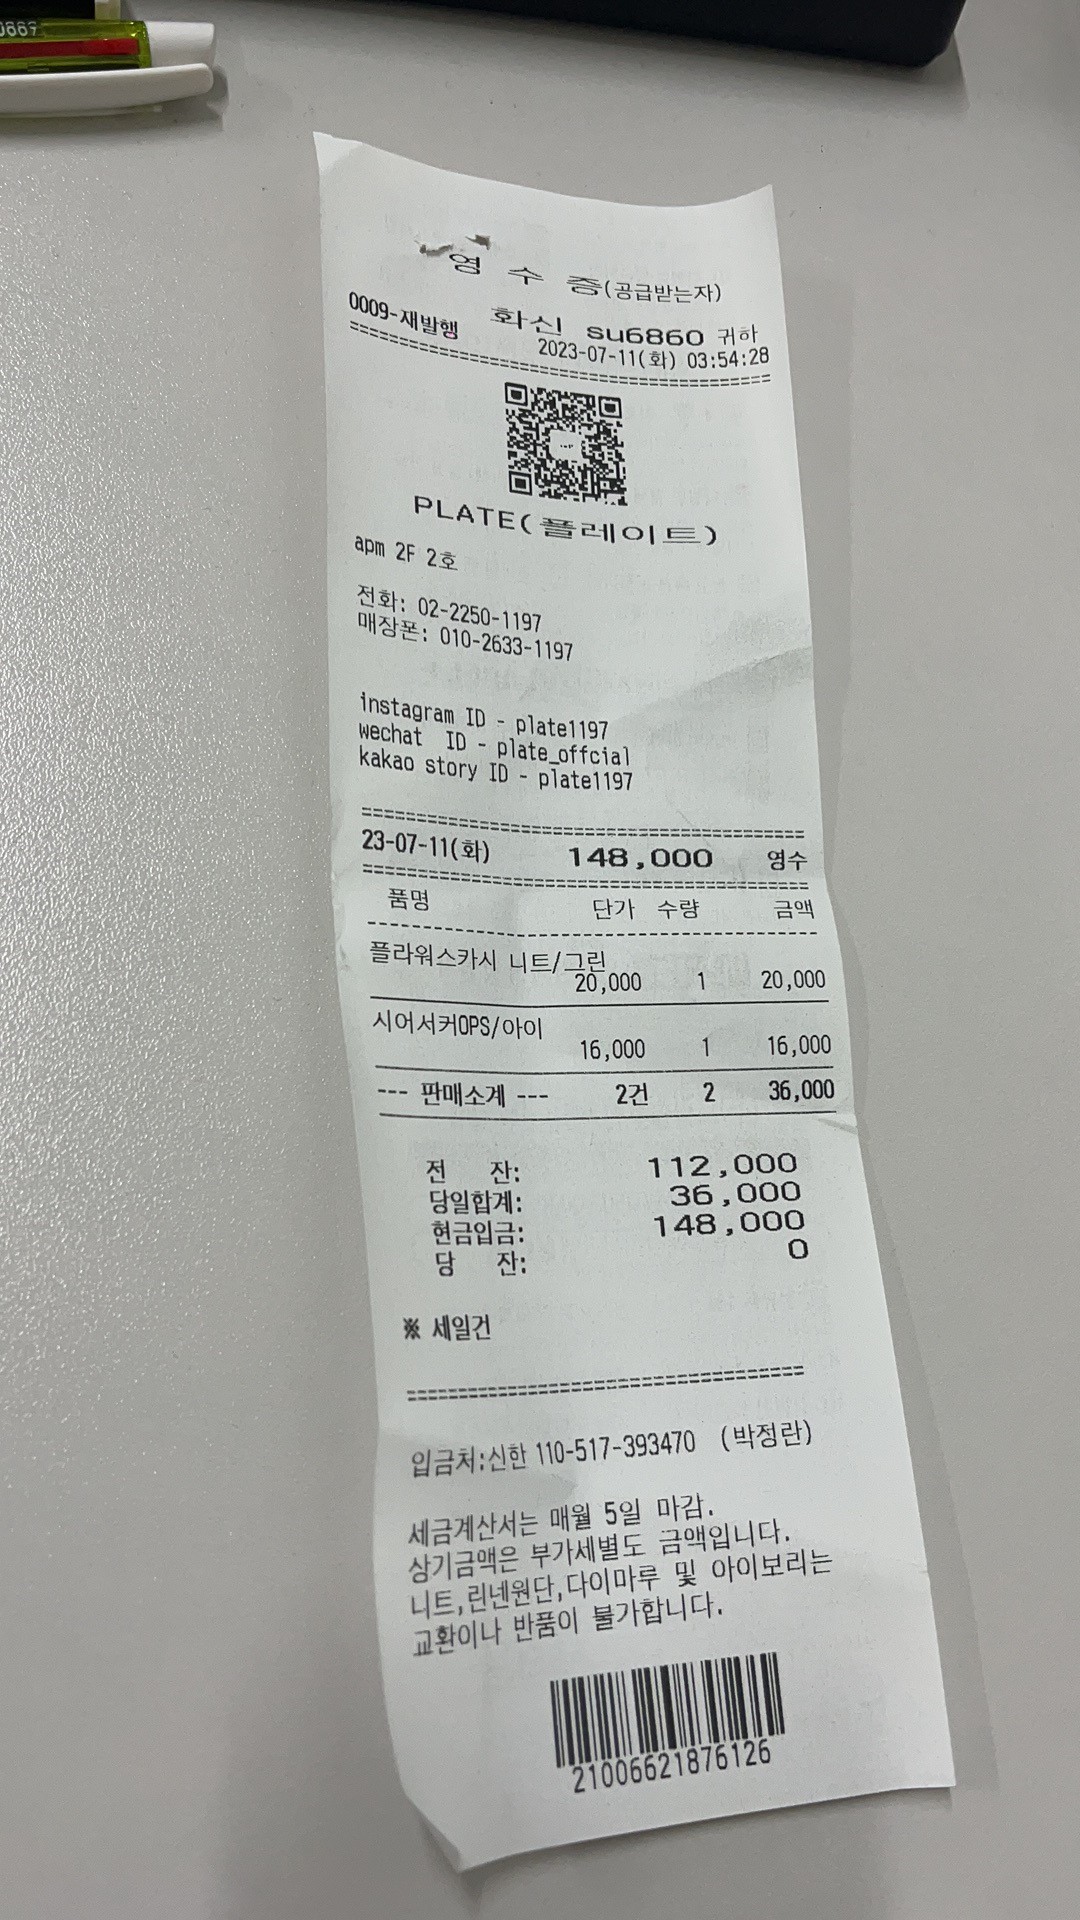 영 수 증(공급받는자)
화신 su6860 귀하
0009-재발행 2023-07-11(화) 03:54:28
=======================================
PLATE(플레이트)
apm 2F 2호
전화: 02-2250-1197
매장폰: 010-2633-1197
instagram ID - plate1197
wechat ID - plate_offcial
kakao story ID - plate1197
=======================================
23-07-11(화) 148,000 영수
=======================================
품명 단가 수량 금액
플라워스카시 니트/그린
20,000 1 20,000
시어서커OPS/아이
16,000 1 16,000
--- 판매소계 --- 2건 2 36,000
전 잔: 112,000
당일합계: 36,000
현금입금: 148,000
당 잔: 0
※ 세일건
=======================================
입금처:신한 110-517-393470 (박정란)
세금계산서는 매월 5일 마감.
상기금액은 부가세별도 금액입니다.
니트,린넨원단,다이마루 및 아이보리는
교환이나 반품이 불가합니다.
21006621876126